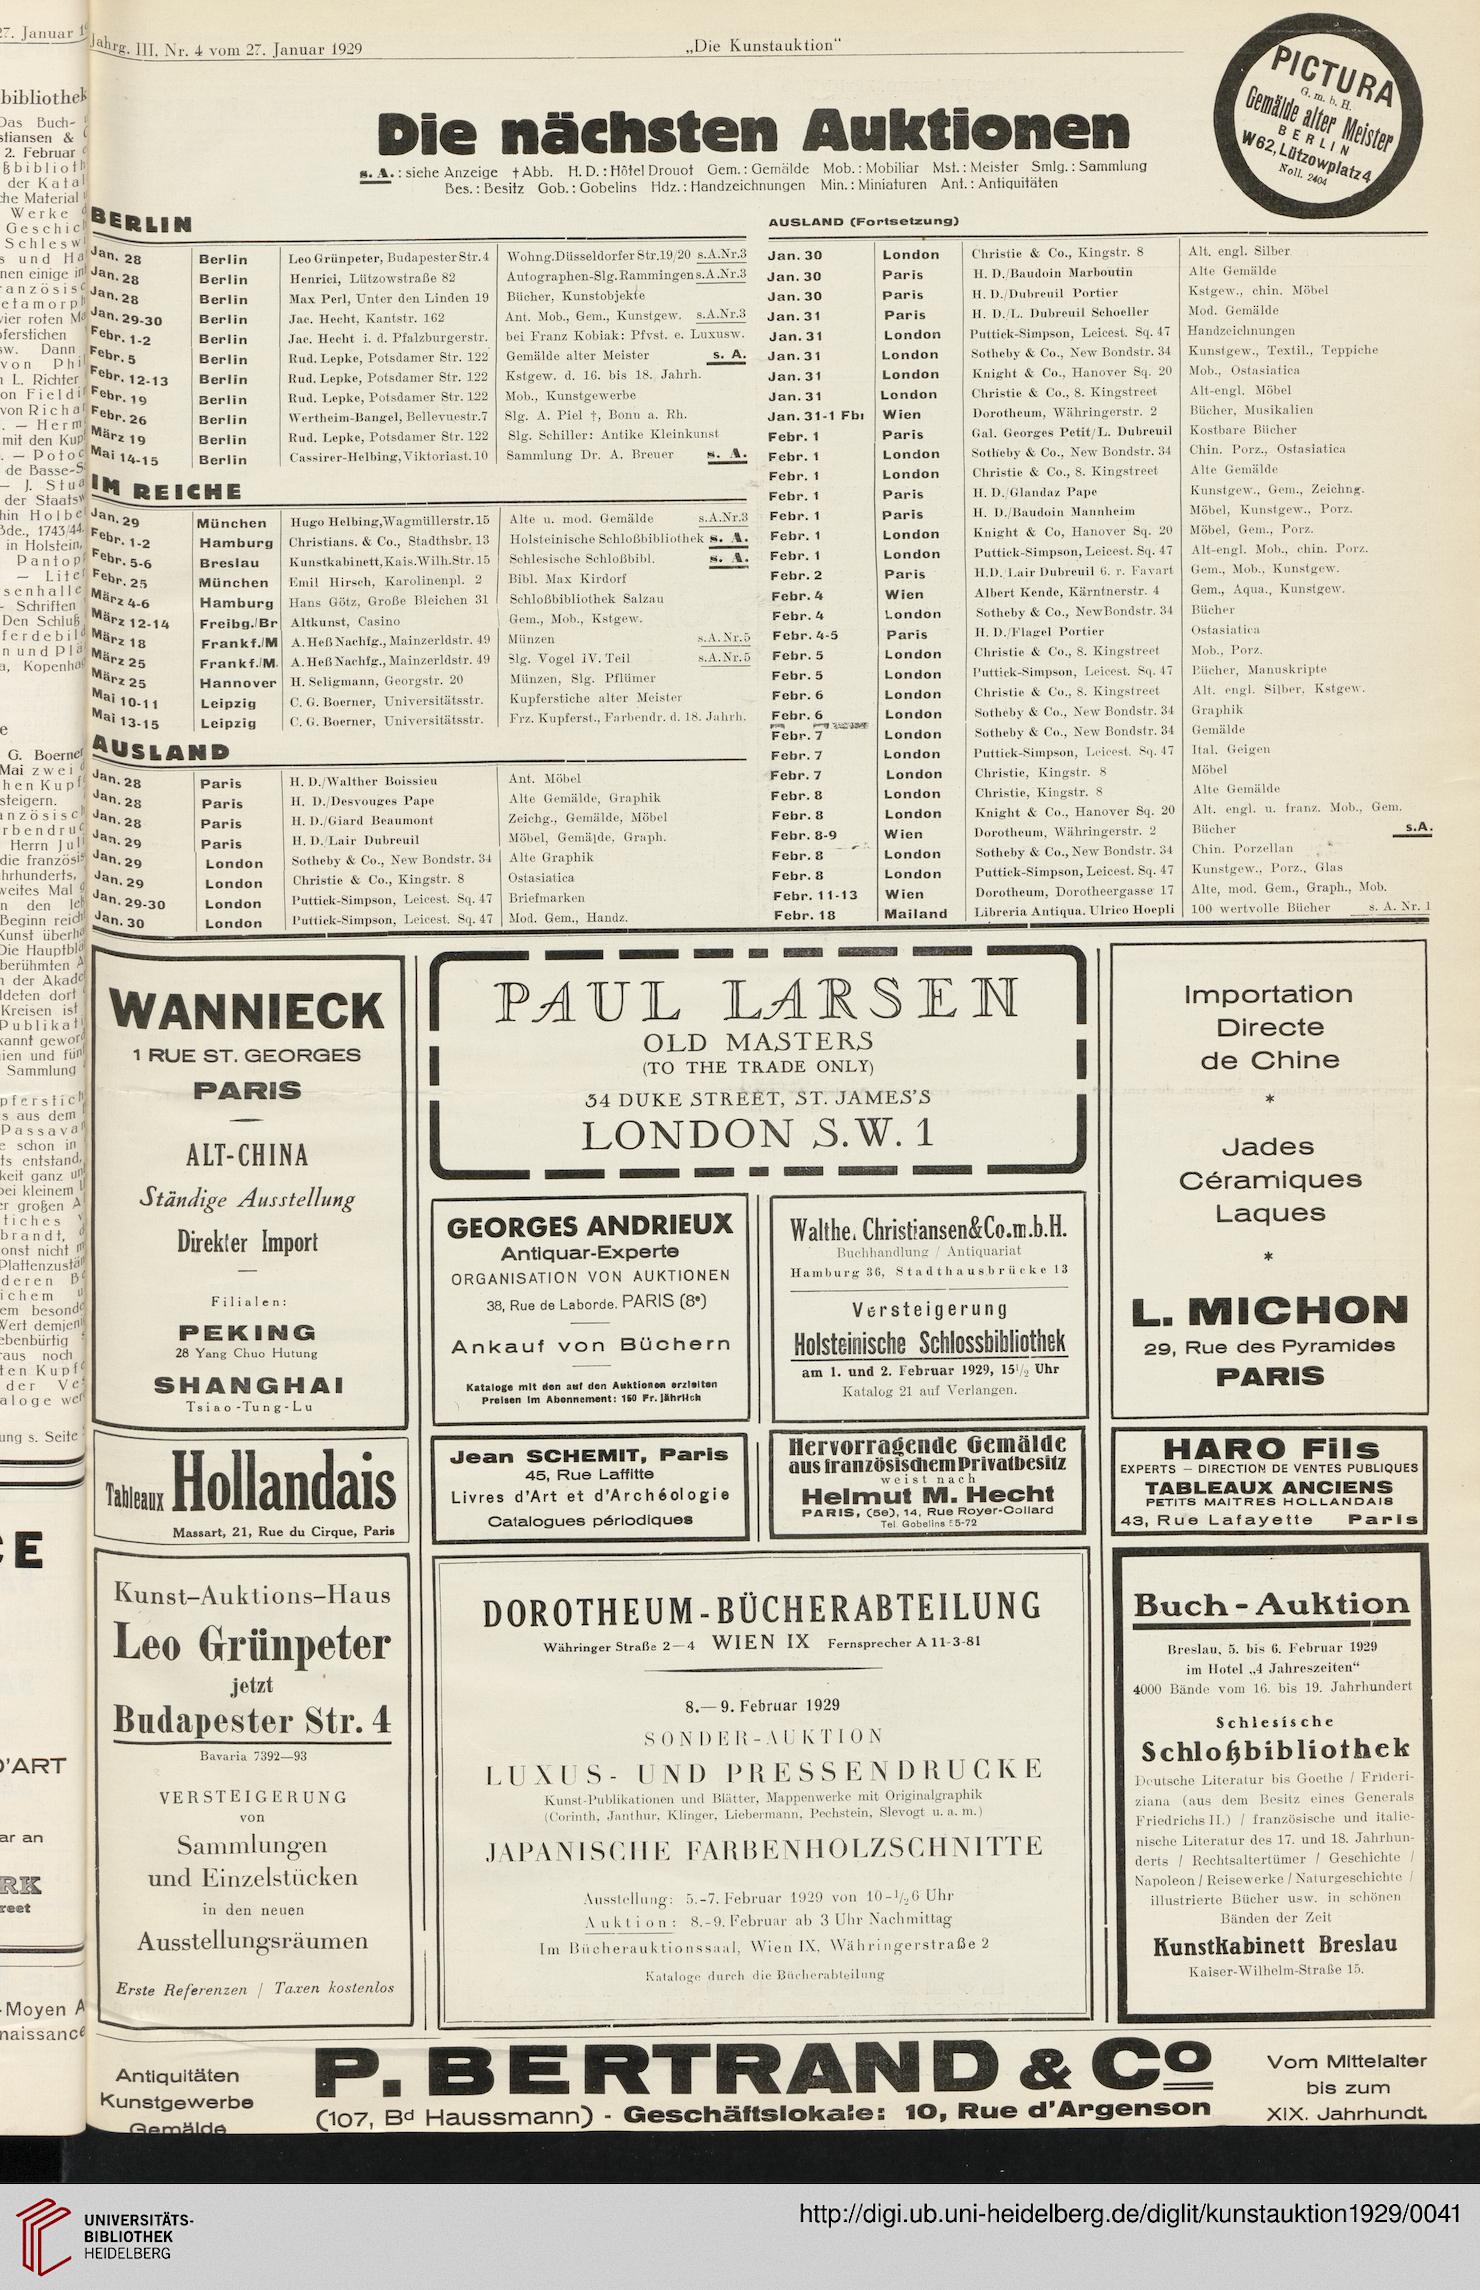 Jahrg. III, Nr. 4 vom 27. Januar 1929
„Die Kunstauktion“
PICTURA
G. m. b. H.
Gemälde alter Meister
BERLIN
W62, Lützowplatz 4
Noll. 2404
Die nächsten Auktionen
s. A. : siehe Anzeige † Abb. H. D. : Hôtel Drouot Gem. : Gemälde Mob. : Mobiliar Mst. : Meister Smlg. : Sammlung
Bes. : Besitz Gob. : Gobelins Hdz. : Handzeichnungen Min. : Miniaturen Ant. : Antiquitäten
BERLIN
Jan. 28 Berlin Leo Grünpeter, Budapester Str. 4 Wohng. Düsseldorfer Str. 19/20 s.A.Nr.3
Jan. 28 Berlin Henrici, Lützowstraße 82 Autographen-Slg. Rammingen s.A.Nr.3
Jan. 28 Berlin Max Perl, Unter den Linden 19 Bücher, Kunstobjekte
Jan. 29-30 Berlin Jac. Hecht, Kantstr. 162 Ant. Mob., Gem., Kunstgew. s.A.Nr.3
Febr. 1-2 Berlin Jac. Hecht i. d. Pfalzburgerstr. bei Franz Kobiak: Pfvst. e. Luxusw.
Febr. 5 Berlin Rud. Lepke, Potsdamer Str. 122 Gemälde alter Meister s. A.
Febr. 12-13 Berlin Rud. Lepke, Potsdamer Str. 122 Kstgew. d. 16. bis 18. Jahrh.
Febr. 19 Berlin Rud. Lepke, Potsdamer Str. 122 Mob., Kunstgewerbe
Febr. 26 Berlin Wertheim-Bangel, Bellevuestr. 7 Slg. A. Piel †, Bonn a. Rh.
März 19 Berlin Rud. Lepke, Potsdamer Str. 122 Slg. Schiller: Antike Kleinkunst
Mai 14-15 Berlin Cassirer-Helbing, Viktoriast. 10 Sammlung Dr. A. Breuer s. A.
IM REICHE
Jan. 29 München Hugo Helbing, Wagmüllerstr. 15 Alte u. mod. Gemälde s.A.Nr.3
Febr. 1-2 Hamburg Christians. & Co., Stadthsbr. 13 Holsteinische Schloßbibliothek s. A.
Febr. 5-6 Breslau Kunstkabinett, Kais. Wilh. Str. 15 Schlesische Schloßbibl. s. A.
Febr. 25 München Emil Hirsch, Karolinenpl. 2 Bibl. Max Kirdorf
März 4-6 Hamburg Hans Götz, Große Bleichen 31 Schloßbibliothek Salzau
März 12-14 Freibg./Br Altkunst, Casino Gem., Mob., Kstgew.
März 18 Frankf./M A. Heß Nachfg., Mainzerldstr. 49 Münzen s.A.Nr.5
März 25 Frankf./M. A. Heß Nachfg., Mainzerldstr. 49 Slg. Vogel IV. Teil s.A.Nr.5
März 25 Hannover H. Seligmann, Georgstr. 20 Münzen, Slg. Pflümer
Mai 10-11 Leipzig C. G. Boerner, Universitätsstr. Kupferstiche alter Meister
Mai 13-15 Leipzig C. G. Boerner, Universitätsstr. Frz. Kupferst., Farbendr. d. 18. Jahrh.
AUSLAND
Jan. 28 Paris H. D./Walther Boissieu Ant. Möbel
Jan. 28 Paris H. D./Desvouges Pape Alte Gemälde, Graphik
Jan. 28 Paris H. D./Giard Beaumont Zeichg., Gemälde, Möbel
Jan. 29 Paris H. D./Lair Dubreuil Möbel, Gemälde, Graph.
Jan. 29 London Sotheby & Co., New Bondstr. 34 Alte Graphik
Jan. 29 London Christie & Co., Kingstr. 8 Ostasiatica
Jan. 29-30 London Puttick-Simpson, Leicest. Sq. 47 Briefmarken
Jan. 30 London Puttick-Simpson, Leicest. Sq. 47 Mod. Gem., Handz.
AUSLAND (Fortsetzung)
Jan. 30 London Christie & Co., Kingstr. 8 Alt. engl. Silber
Jan. 30 Paris H. D./Baudoin Marboutin Alte Gemälde
Jan. 30 Paris H. D./Dubreuil Portier Kstgew., chin. Möbel
Jan. 31 Paris H. D./L. Dubreuil Schoeller Mod. Gemälde
Jan. 31 London Puttick-Simpson, Leicest. Sq. 47 Handzeichnungen
Jan. 31 London Sotheby & Co., New Bondstr. 34 Kunstgew., Textil., Teppiche
Jan. 31 London Knight & Co., Hanover Sq. 20 Mob., Ostasiatica
Jan. 31 London Christie & Co., 8. Kingstreet Alt-engl. Möbel
Jan. 31-1 Fbr Wien Dorotheum, Währingerstr. 2 Bücher, Musikalien
Febr. 1 Paris Gal. Georges Petit/L. Dubreuil Kostbare Bücher
Febr. 1 London Sotheby & Co., New Bondstr. 34 Chin. Porz., Ostasiatica
Febr. 1 London Christie & Co., 8. Kingstreet Alte Gemälde
Febr. 1 Paris H. D./Glandaz Pape Kunstgew., Gem., Zeichng.
Febr. 1 Paris H. D./Baudoin Mannheim Möbel, Kunstgew., Porz.
Febr. 1 London Knight & Co, Hanover Sq. 20 Möbel, Gem., Porz.
Febr. 1 London Puttick-Simpson, Leicest. Sq. 47 Alt-engl. Mob., chin. Porz.
Febr. 2 Paris H.D./Lair Dubreuil 6. r. Favart Gem., Mob., Kunstgew.
Febr. 4 Wien Albert Kende, Kärntnerstr. 4 Gem., Aqua., Kunstgew.
Febr. 4 London Sotheby & Co., New Bondstr. 34 Bücher
Febr. 4-5 Paris H. D./Flagel Portier Ostasiatica
Febr. 5 London Christie & Co., 8. Kingstreet Mob., Porz.
Febr. 5 London Puttick-Simpson, Leicest. Sq. 47 Bücher, Manuskripte
Febr. 6 London Christie & Co., 8. Kingstreet Alt. engl. Silber, Kstgew.
Febr. 6 London Sotheby & Co., New Bondstr. 34 Graphik
Febr. 7 London Sotheby & Co., New Bondstr. 34 Gemälde
Febr. 7 London Puttick-Simpson, Leicest. Sq. 47 Ital. Geigen
Febr. 7 London Christie, Kingstr. 8 Möbel
Febr. 8 London Christie, Kingstr. 8 Alte Gemälde
Febr. 8 London Knight & Co., Hanover Sq. 20 Alt. engl. u. franz. Mob., Gem.
Febr. 8-9 Wien Dorotheum, Währingerstr. 2 Bücher s.A.
Febr. 8 London Sotheby & Co., New Bondstr. 34 Chin. Porzellan
Febr. 8 London Puttick-Simpson, Leicest. Sq. 47 Kunstgew., Porz., Glas
Febr. 11-13 Wien Dorotheum, Dorotheergasse 17 Alte, mod. Gem., Graph., Mob.
Febr. 18 Mailand Libreria Antiqua. Ulrico Hoepli 100 wertvolle Bücher s. A. Nr. 1
WANNIECK
1 RUE ST. GEORGES
PARIS
ALT-CHINA
Ständige Ausstellung
Direkter Import
Filialen:
PEKING
28 Yang Chuo Hutung
SHANGHAI
Tsiao-Tung-Lu
PAUL LARSEN
OLD MASTERS
(TO THE TRADE ONLY)
34 DUKE STREET, ST. JAMES'S
LONDON S.W. 1
Importation
Directe
de Chine
*
Jades
Céramiques
Laques
*
L. MICHON
29, Rue des Pyramides
PARIS
GEORGES ANDRIEUX
Antiquar-Experte
ORGANISATION VON AUKTIONEN
38, Rue de Laborde. PARIS (8e)
Ankauf von Büchern
Kataloge mit den auf den Auktionen erzielten
Preisen im Abonnement: 150 Fr. jährlich
Walther Christiansen&Co.m.b.H.
Buchhandlung / Antiquariat
Hamburg 36, Stadthausbrücke 13
Versteigerung
Holsteinische Schlossbibliothek
am 1. und 2. Februar 1929, 15½ Uhr
Katalog 21 auf Verlangen.
Tableaux Hollandais
Massart, 21, Rue du Cirque, Paris
Jean SCHEMIT, Paris
45, Rue Laffitte
Livres d'Art et d'Archéologie
Catalogues périodiques
Hervorragende Gemälde
aus französischem Privatbesitz
weist nach
Helmut M. Hecht
PARIS, (5e), 14, Rue Royer-Collard
Tel. Gobelins 55-72
HARO Fils
EXPERTS — DIRECTION DE VENTES PUBLIQUES
TABLEAUX ANCIENS
PETITS MAITRES HOLLANDAIS
43, Rue Lafayette Paris
Kunst-Auktions-Haus
Leo Grünpeter
jetzt
Budapester Str. 4
Bavaria 7392—93
VERSTEIGERUNG
von
Sammlungen
und Einzelstücken
in den neuen
Ausstellungsräumen
Erste Referenzen / Taxen kostenlos
DOROTHEUM-BÜCHERABTEILUNG
Währinger Straße 2—4 WIEN IX Fernsprecher A 11-3-81
8.—9. Februar 1929
SONDER-AUKTION
LUXUS- UND PRESSENDRUCKE
Kunst-Publikationen und Blätter, Mappenwerke mit Originalgraphik
(Corinth, Janthur, Klinger, Liebermann, Pechstein, Slevogt u. a. m.)
JAPANISCHE FARBENHOLZSCHNITTE
Ausstellung: 5.-7. Februar 1929 von 10-½6 Uhr
Auktion: 8.-9. Februar ab 3 Uhr Nachmittag
Im Bücherauktionssaal, Wien IX, Währingerstraße 2
Kataloge durch die Bücherabteilung
Buch-Auktion
Breslau, 5. bis 6. Februar 1929
im Hotel „4 Jahreszeiten“
4000 Bände vom 16. bis 19. Jahrhundert
Schlesische
Schloßbibliothek
Deutsche Literatur bis Goethe / Frideri-
ziana (aus dem Besitz eines Generals
Friedrichs II.) / französische und italie-
nische Literatur des 17. und 18. Jahrhun-
derts / Rechtsaltertümer / Geschichte /
Napoleon / Reisewerke / Naturgeschichte /
illustrierte Bücher usw. in schönen
Bänden der Zeit
Kunstkabinett Breslau
Kaiser-Wilhelm-Straße 15.
Antiquitäten
Kunstgewerbe
Gemälde
P. BERTRAND & Co
(107, Bd Haussmann) - Geschäftslokale: 10, Rue d'Argenson
Vom Mittelalter
bis zum
XIX. Jahrhundt.
UNIVERSITÄTS-
BIBLIOTHEK
HEIDELBERG
http://digi.ub.uni-heidelberg.de/diglit/kunstauktion1929/0041